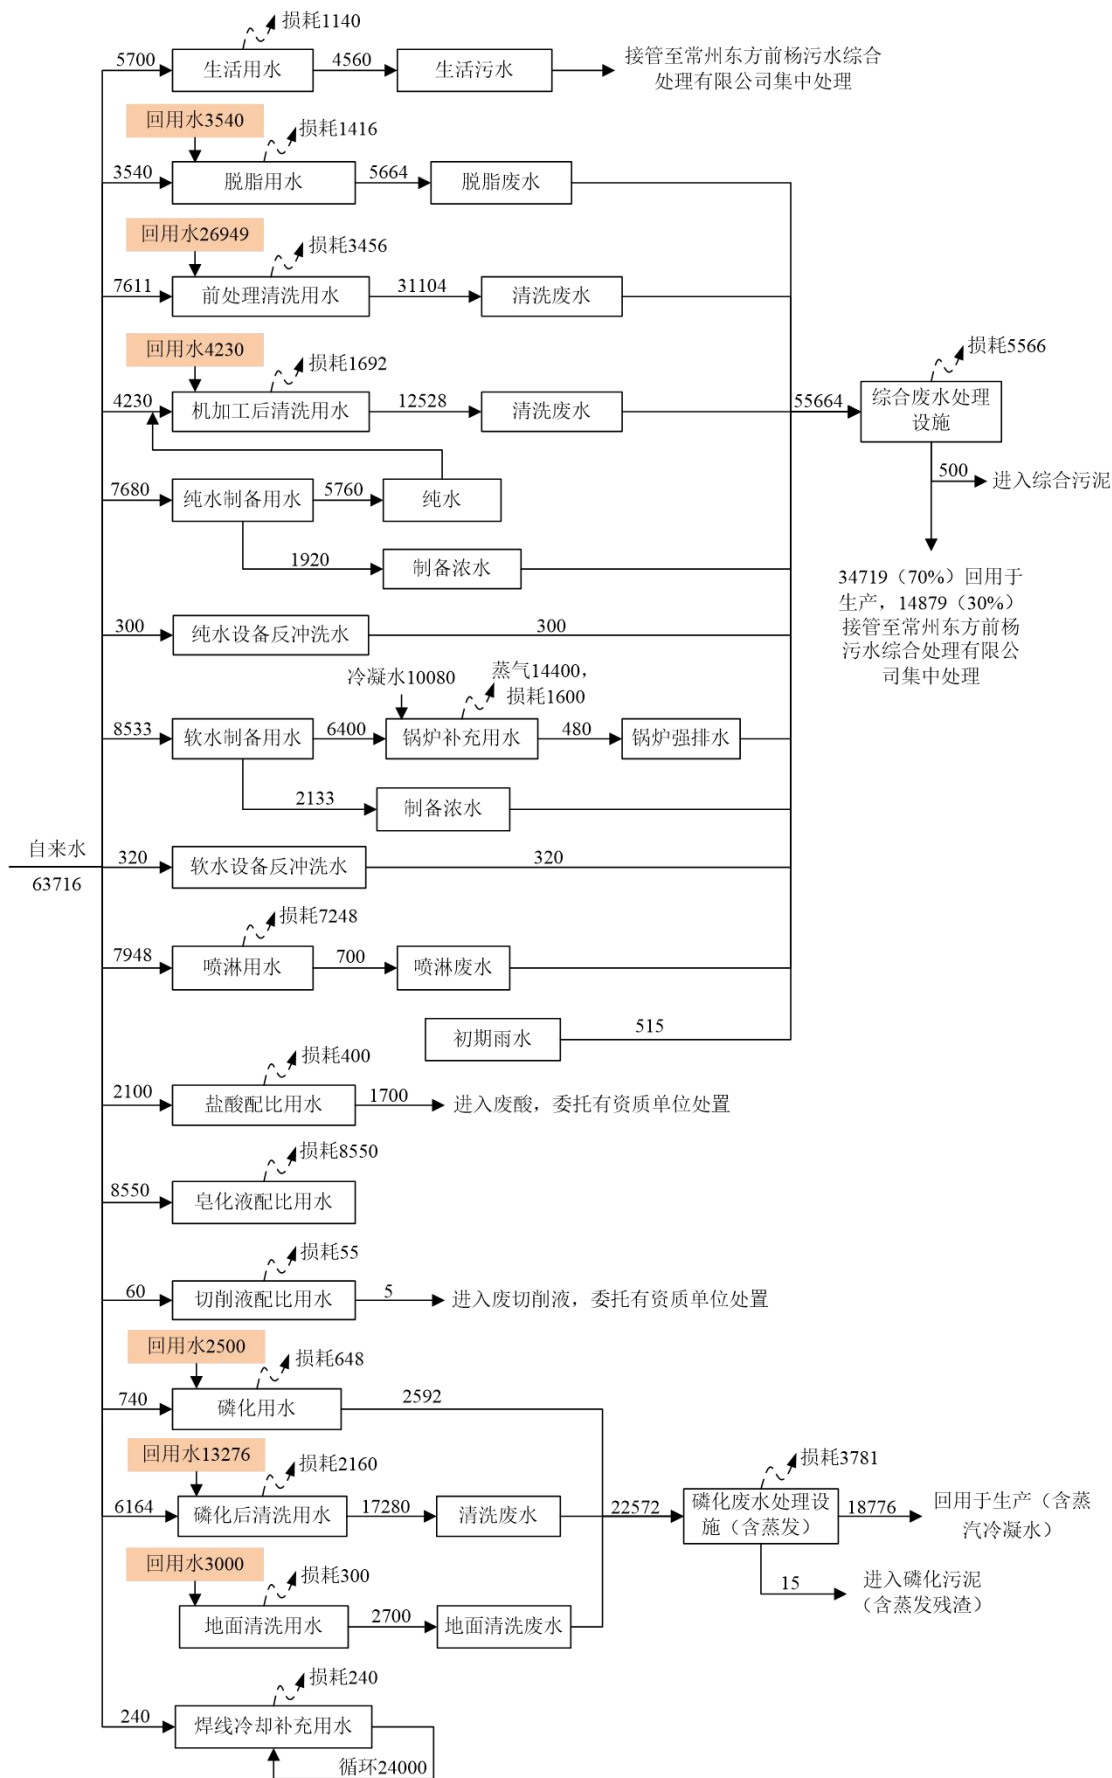 损耗1140
5700
生活用水
4560
生活污水
接管至常州东方前杨污水综合
处理有限公司集中处理
回用水3540
损耗1416
3540
脱脂用水
5664
脱脂废水
回用水26949
损耗3456
7611
前处理清洗用水
31104
清洗废水
回用水4230
损耗1692
4230
机加工后清洗用水
12528
清洗废水
55664
损耗5566
综合废水处理
设施
500
进入综合污泥
34719（70%）回用于
生产，14879（30%）
接管至常州东方前杨
污水综合处理有限公
司集中处理
7680
纯水制备用水
5760
纯水
1920
制备浓水
300
纯水设备反冲洗水
300
冷凝水10080
蒸气14400，
损耗1600
8533
软水制备用水
6400
锅炉补充用水
480
锅炉强排水
2133
制备浓水
自来水
63716
320
软水设备反冲洗水
320
损耗7248
7948
喷淋用水
700
喷淋废水
初期雨水
515
损耗400
2100
盐酸配比用水
1700
进入废酸，委托有资质单位处置
损耗8550
8550
皂化液配比用水
损耗55
60
切削液配比用水
5
进入废切削液，委托有资质单位处置
回用水2500
损耗648
740
磷化用水
2592
回用水13276
损耗2160
6164
磷化后清洗用水
17280
清洗废水
22572
损耗3781
磷化废水处理设
施（含蒸发）
18776
回用于生产（含蒸
汽冷凝水）
15
进入磷化污泥
（含蒸发残渣）
回用水3000
损耗300
地面清洗用水
2700
地面清洗废水
损耗240
240
焊线冷却补充用水
循环24000